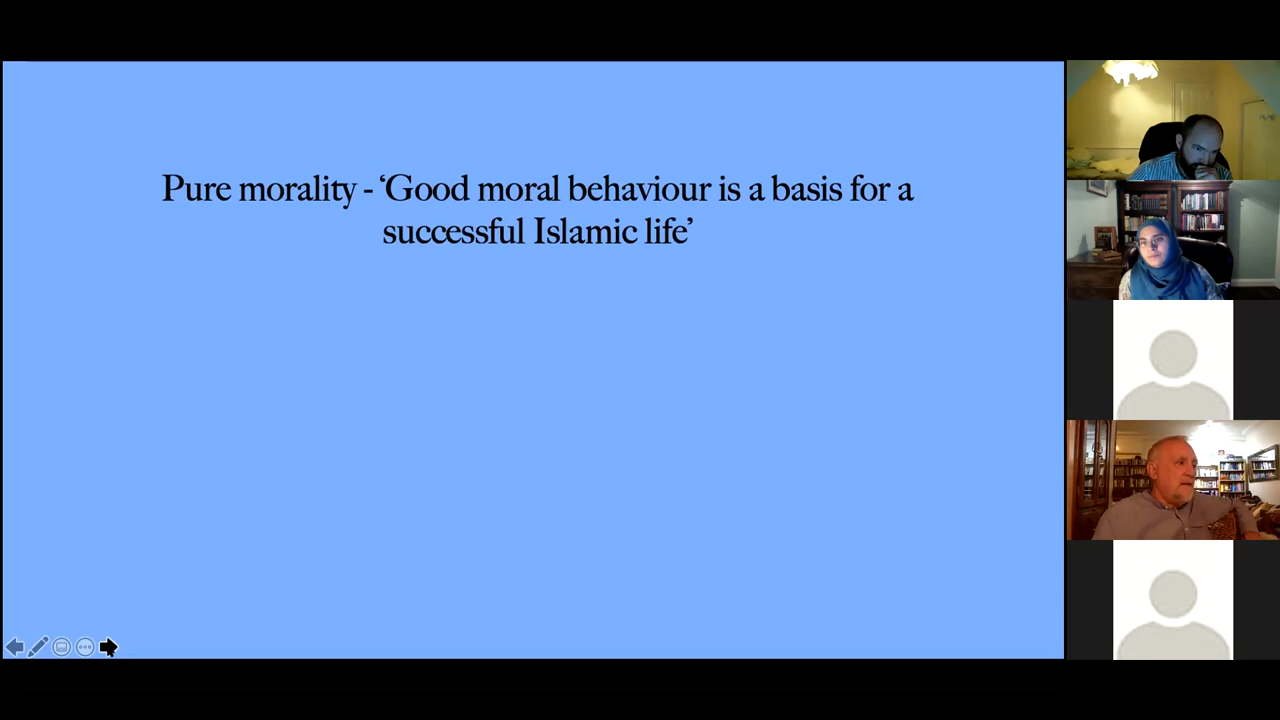 Pure morality - ‘Good moral behaviour is a basis for a
successful Islamic life’